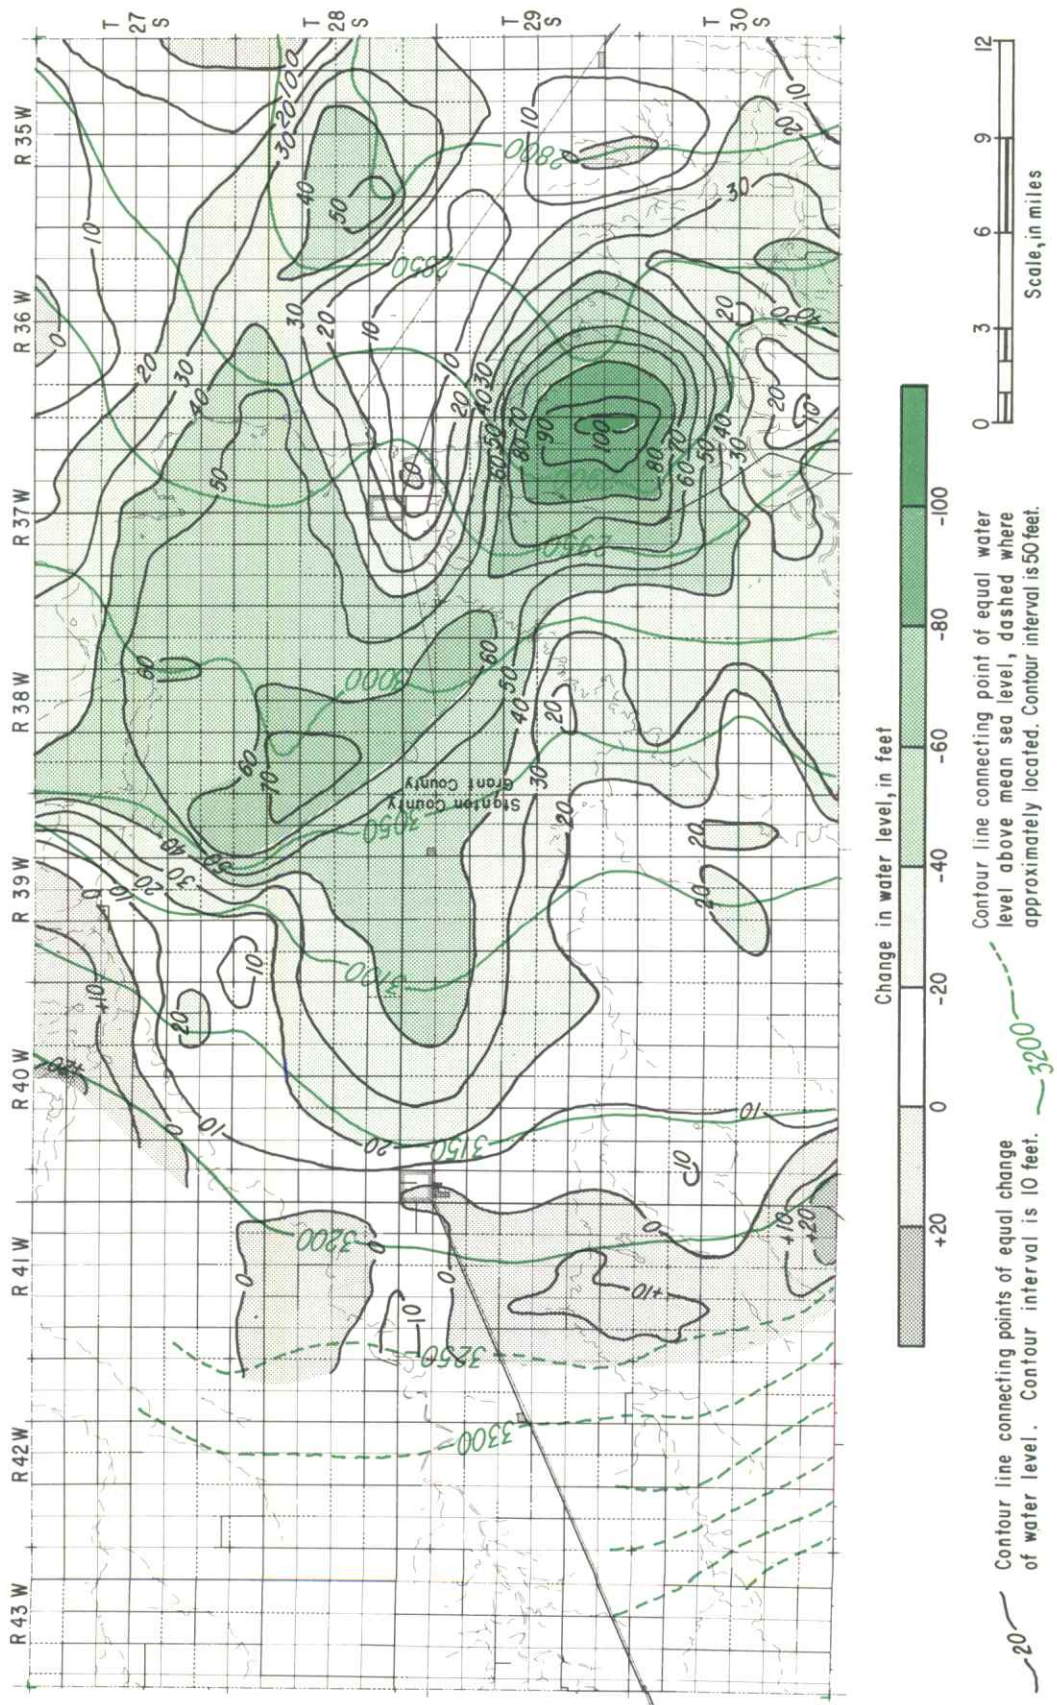 R 43 W
R 42 W
R 41 W
R 40 W
R 39 W
R 38 W
R 37 W
R 36 W
R 35 W
T 27 S
T 28 S
T 29 S
T 30 S
Stanton County
Grant County
0
+10
+20
10
20
30
40
50
60
70
80
90
100
2800
2850
2950
3000
3050
3100
3150
3200
3250
3300
Change in water level, in feet
+20
0
-20
-40
-60
-80
-100
20
Contour line connecting points of equal change
of water level. Contour interval is 10 feet.
3200
Contour line connecting point of equal water
level above mean sea level, dashed where
approximately located. Contour interval is 50 feet.
0
3
6
9
12
Scale, in miles